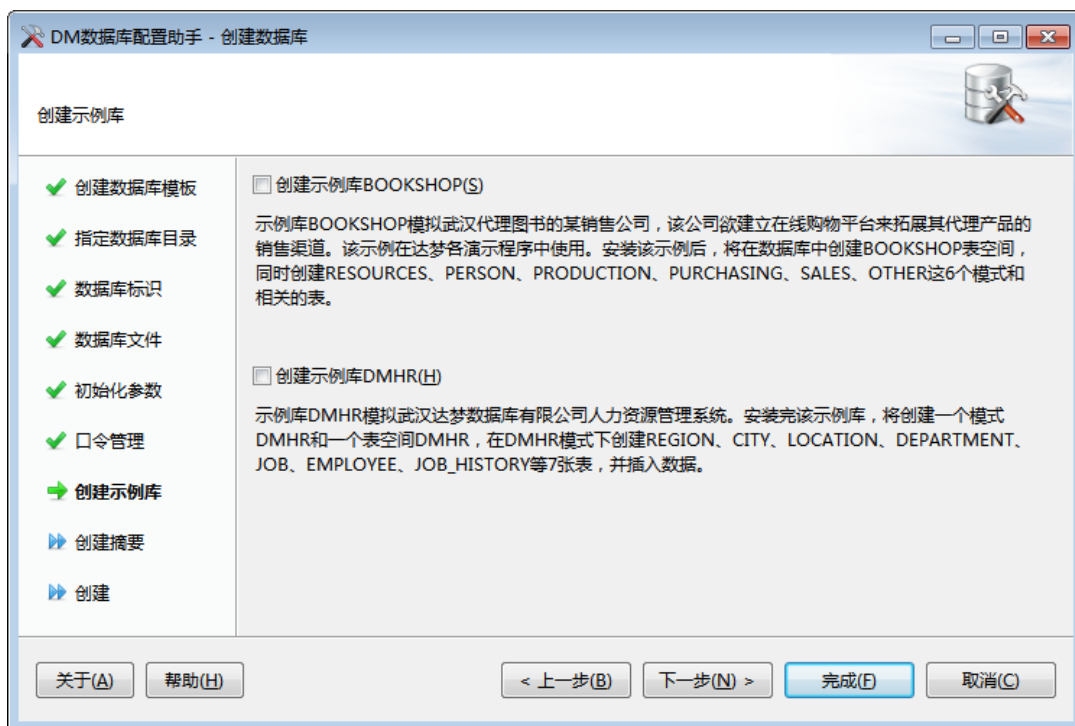 DM数据库配置助手 - 创建数据库
创建示例库
创建数据库模板
指定数据库目录
数据库标识
数据库文件
初始化参数
口令管理
创建示例库
创建摘要
创建
创建示例库BOOKSHOP(S)
示例库BOOKSHOP模拟武汉代理图书的某销售公司，该公司欲建立在线购物平台来拓展其代理产品的
销售渠道。该示例在达梦各演示程序中使用。安装该示例后，将在数据库中创建BOOKSHOP表空间，
同时创建RESOURCES、PERSON、PRODUCTION、PURCHASING、SALES、OTHER这6个模式和
相关的表。
创建示例库DMHR(H)
示例库DMHR模拟武汉达梦数据库有限公司人力资源管理系统。安装完该示例库，将创建一个模式
DMHR和一个表空间DMHR，在DMHR模式下创建REGION、CITY、LOCATION、DEPARTMENT、
JOB、EMPLOYEE、JOB_HISTORY等7张表，并插入数据。
关于(A)
帮助(H)
< 上一步(B)
下一步(N) >
完成(F)
取消(C)